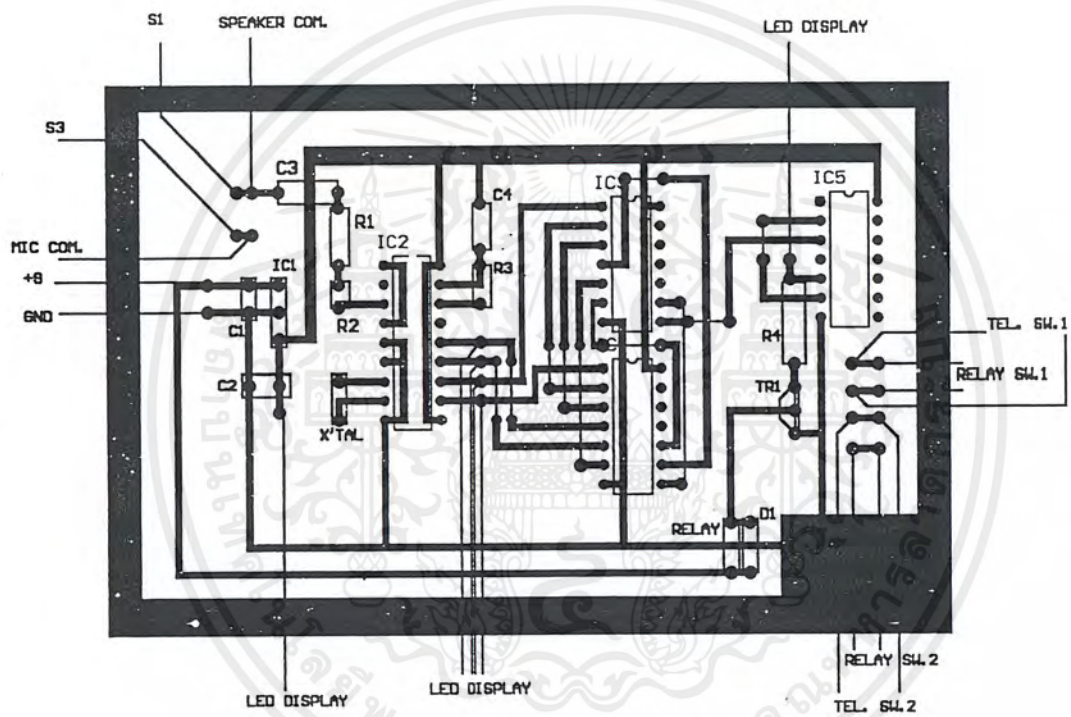 S1
SPEAKER COM.
LED DISPLAY
S3
C3
IC5
C4
R1
MIC COM.
IC2
IC1
R3
+9
GND
C1
R2
R4
TEL. SW.1
RELAY SW.1
C2
TR1
X'TAL
D1
RELAY
RELAY SW.2
LED DISPLAY
LED DISPLAY
TEL. SW.2